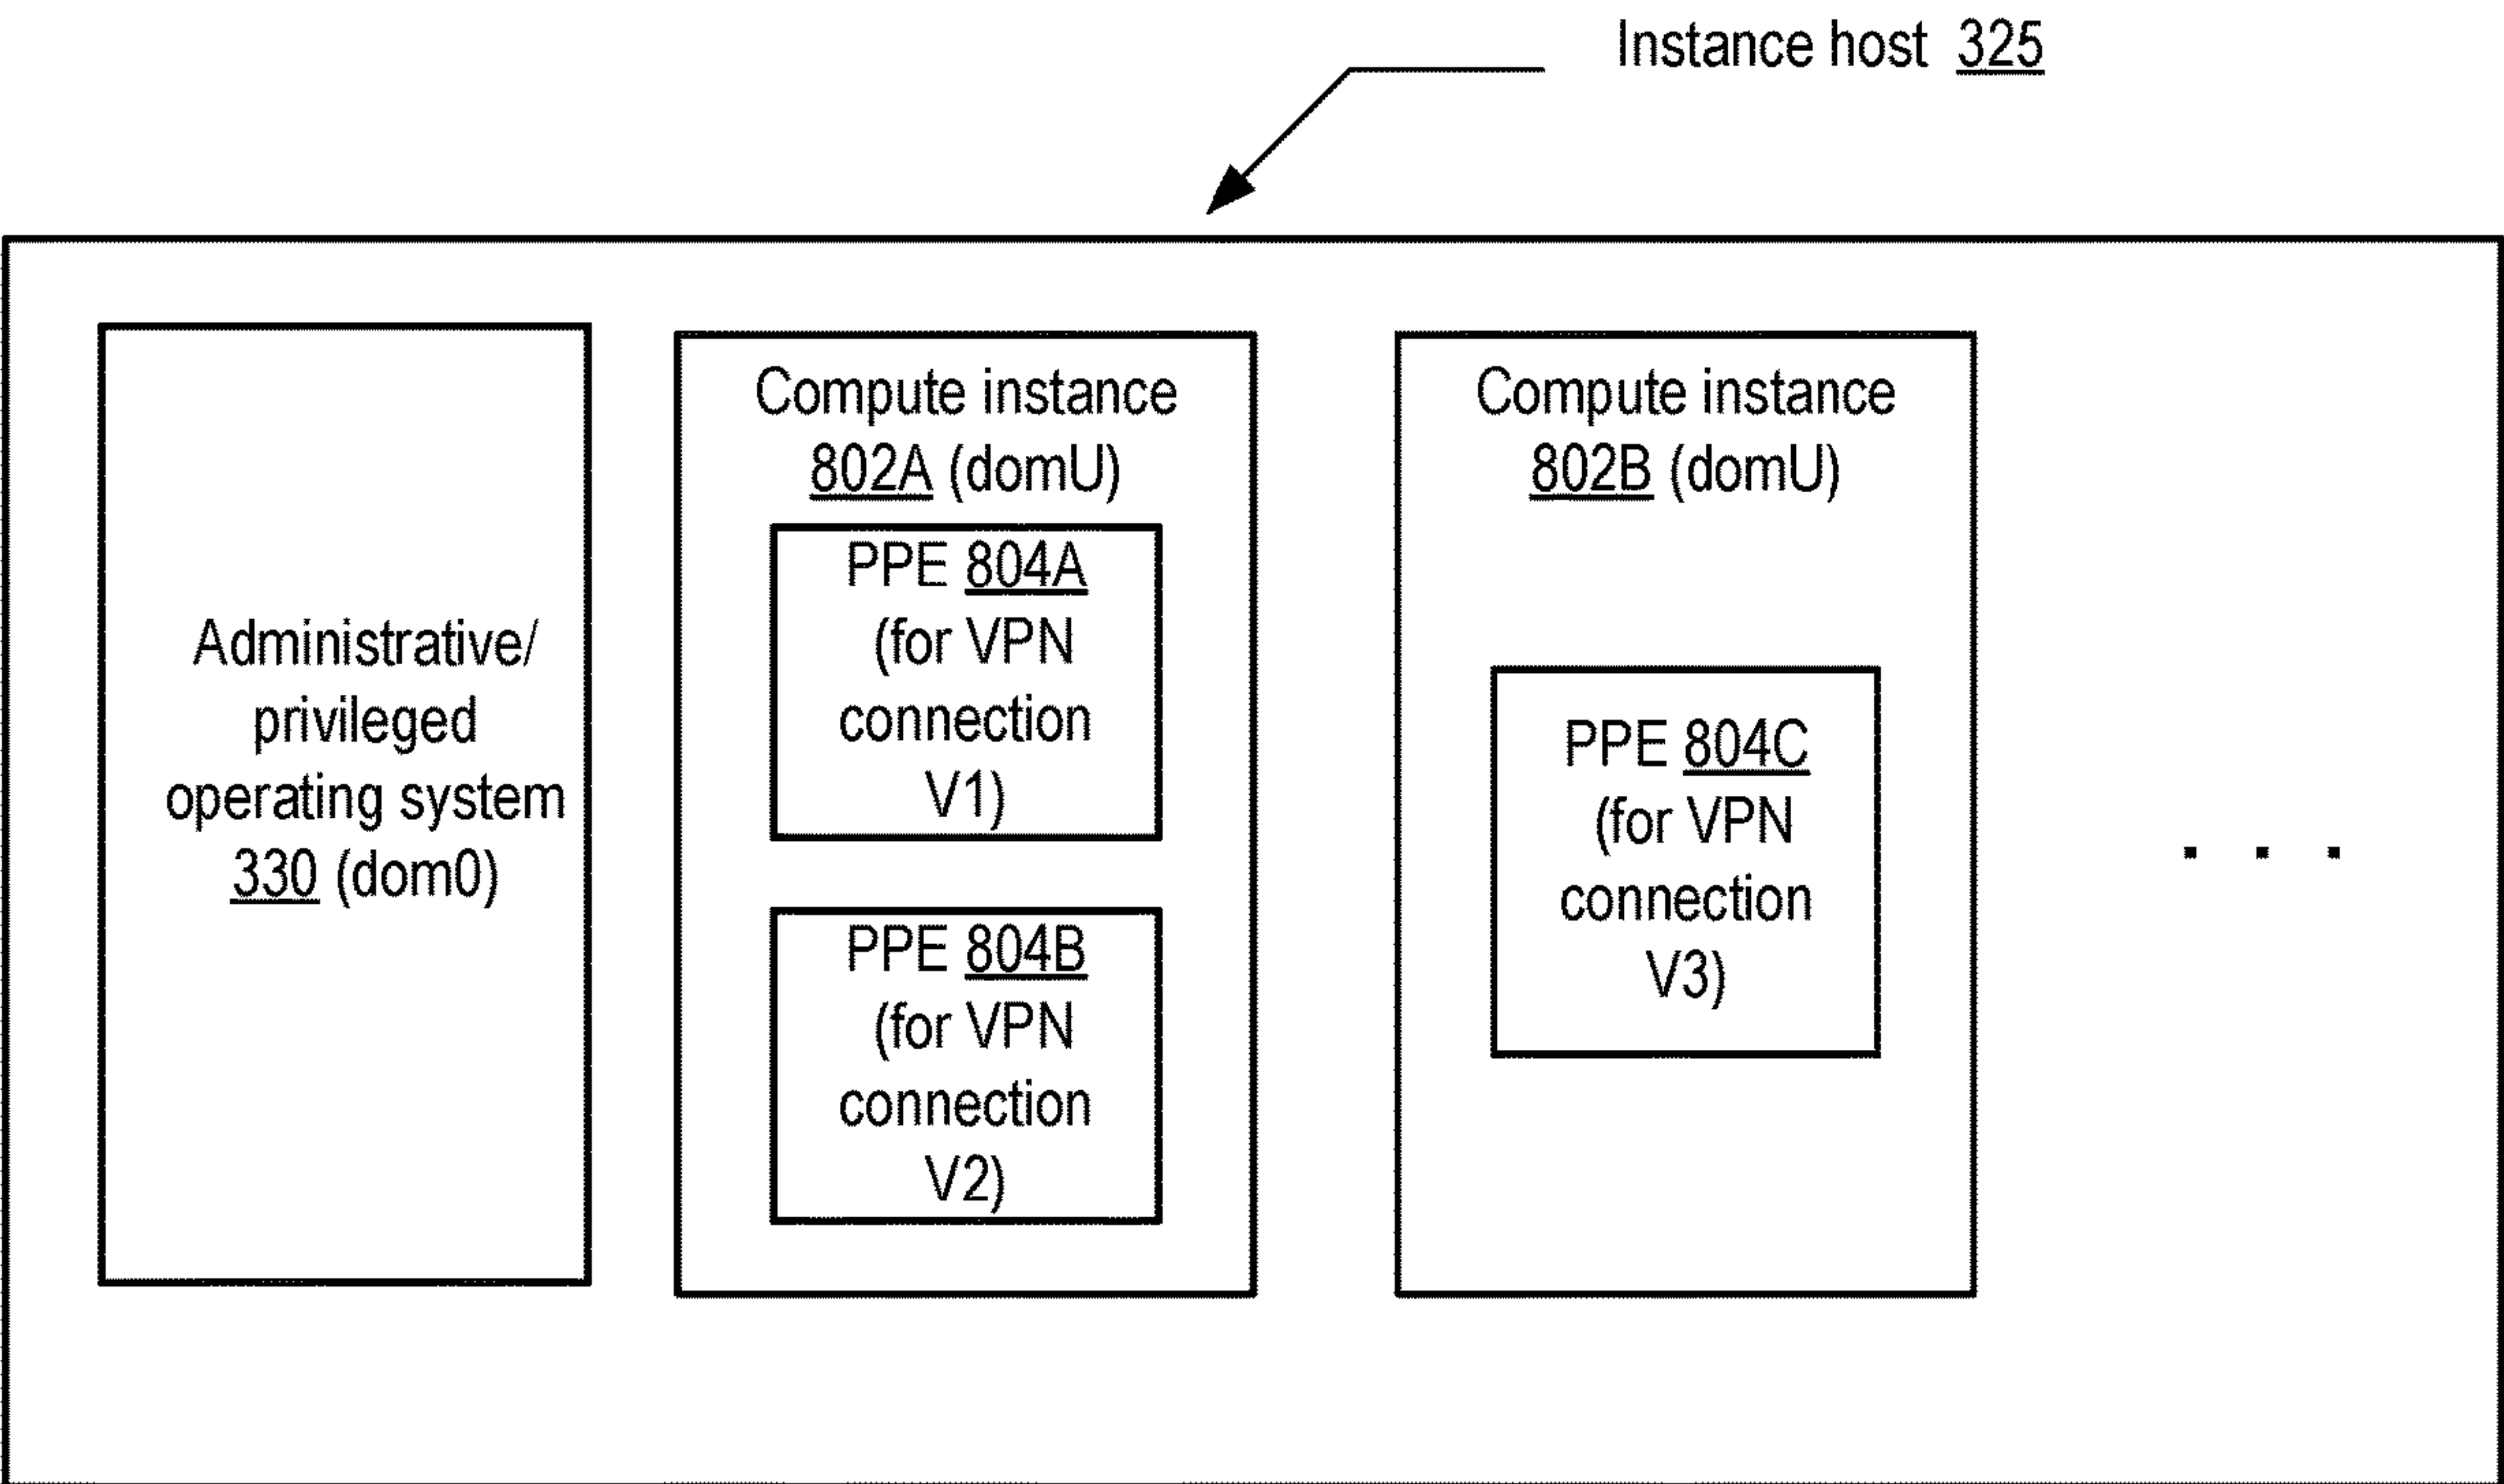 Instance host 325
Administrative/
privileged
operating system
330 (dom0)
Compute instance
802A (domU)
PPE 804A
(for VPN
connection
V1)
PPE 804B
(for VPN
connection
V2)
Compute instance
802B (domU)
PPE 804C
(for VPN
connection
V3)
. . .